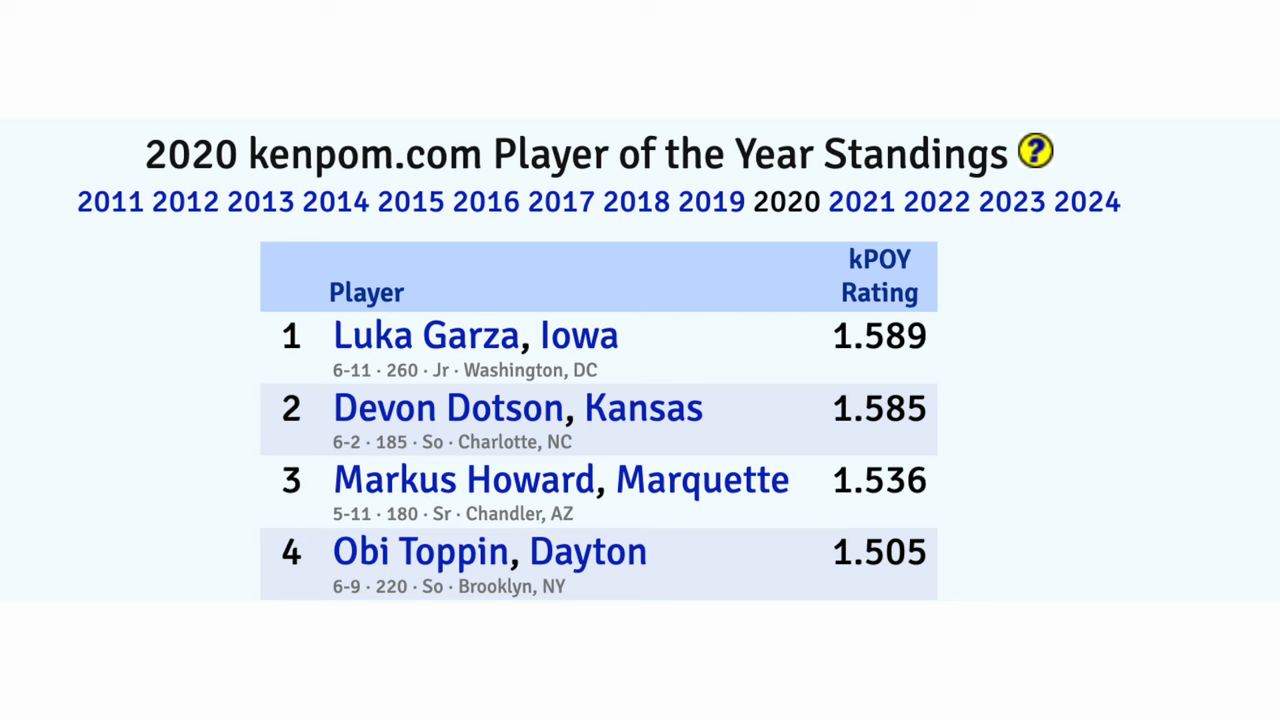 2020 kenpom.com Player of the Year Standings ?
2011 2012 2013 2014 2015 2016 2017 2018 2019 2020 2021 2022 2023 2024
Player kPOY Rating
1 Luka Garza, Iowa 1.589
6-11 · 260 · Jr · Washington, DC
2 Devon Dotson, Kansas 1.585
6-2 · 185 · So · Charlotte, NC
3 Markus Howard, Marquette 1.536
5-11 · 180 · Sr · Chandler, AZ
4 Obi Toppin, Dayton 1.505
6-9 · 220 · So · Brooklyn, NY